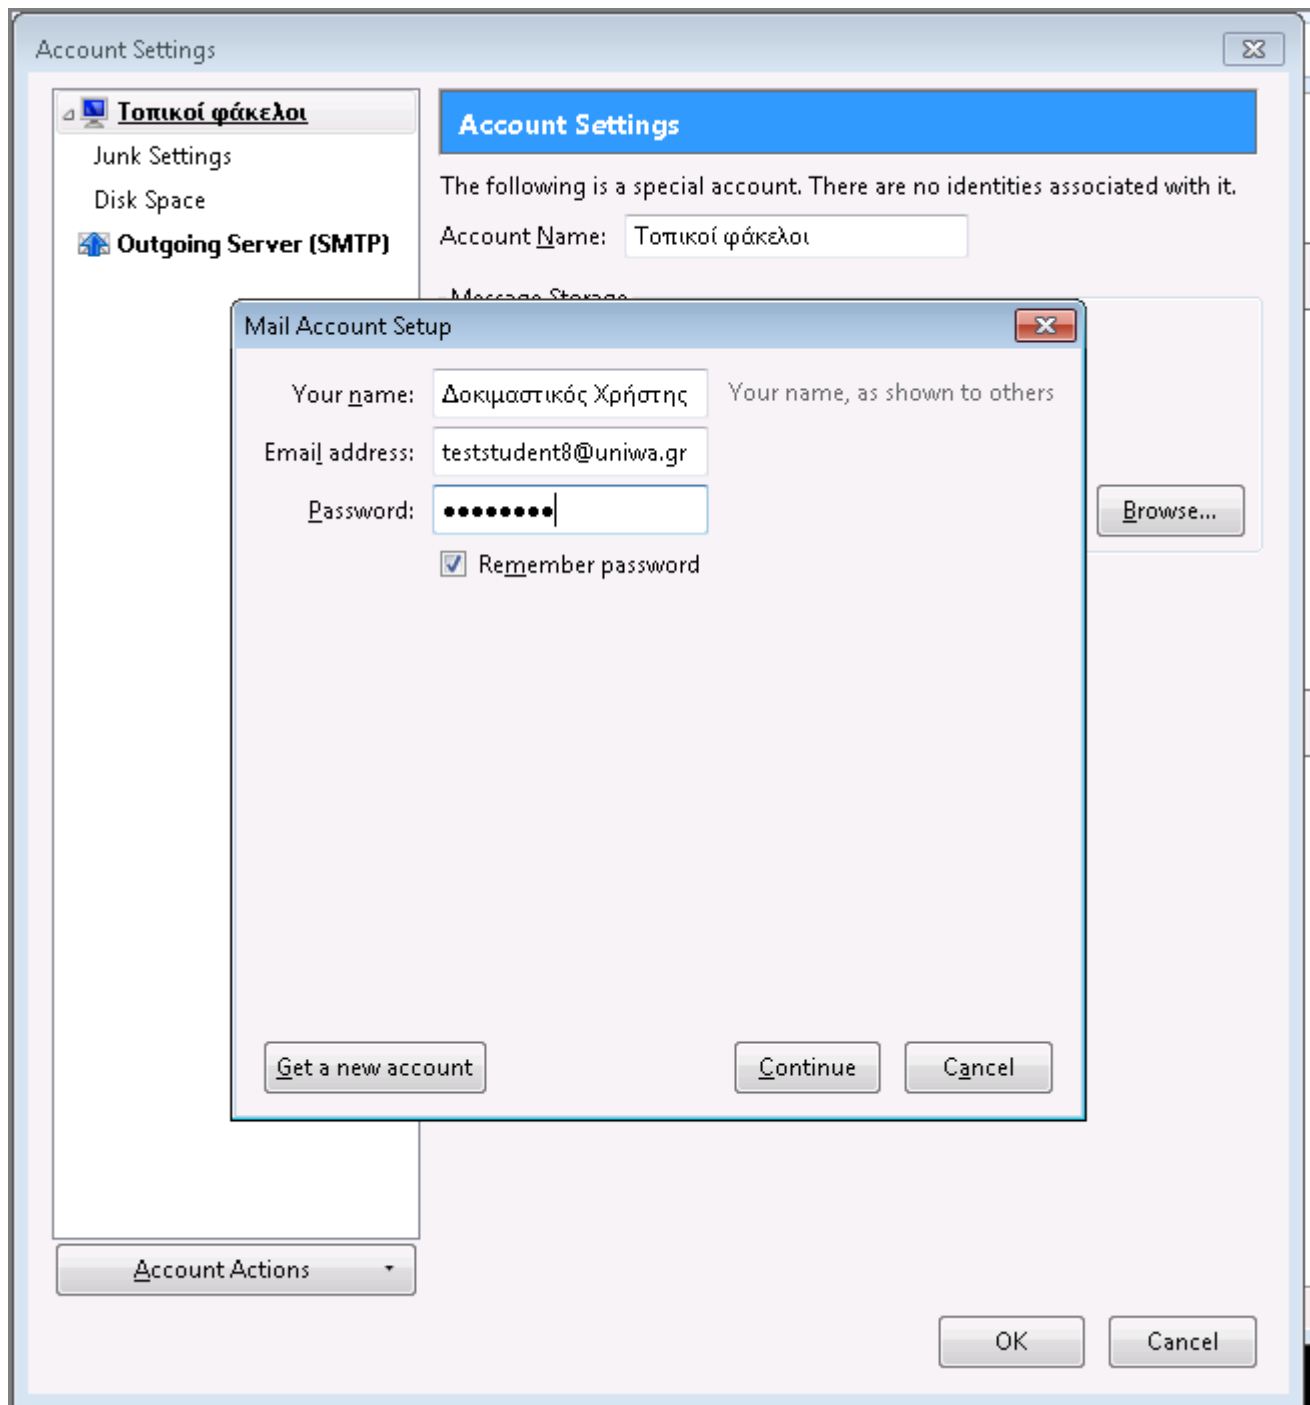 Account Settings
Τοπικοί φάκελοι
Junk Settings
Disk Space
Outgoing Server (SMTP)
Account Settings
The following is a special account. There are no identities associated with it.
Account Name: Τοπικοί φάκελοι
Message Storage
Browse...
Mail Account Setup
Your name: Δοκιμαστικός Χρήστης Your name, as shown to others
Email address: teststudent8@uniwa.gr
Password: ●●●●●●●●
Remember password
Get a new account Continue Cancel
Account Actions
OK Cancel